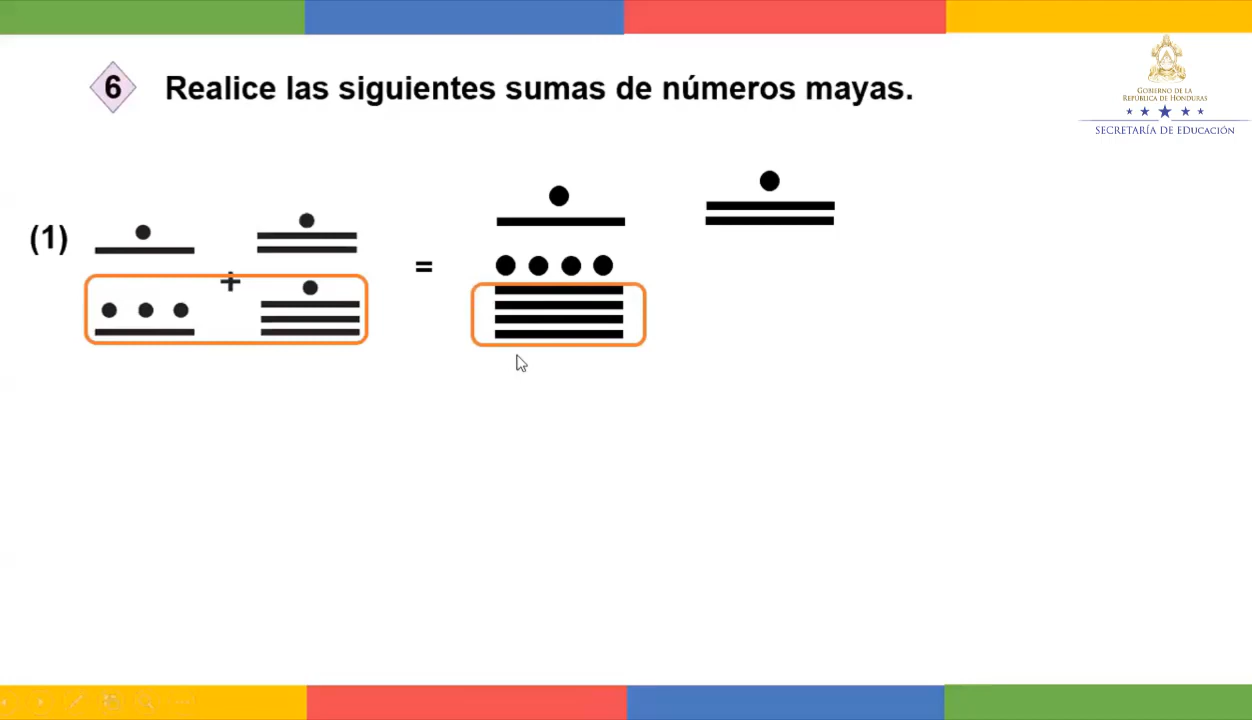 6 Realice las siguientes sumas de números mayas.
GOBIERNO DE LA
REPÚBLICA DE HONDURAS
SECRETARÍA DE EDUCACIÓN
(1) + =